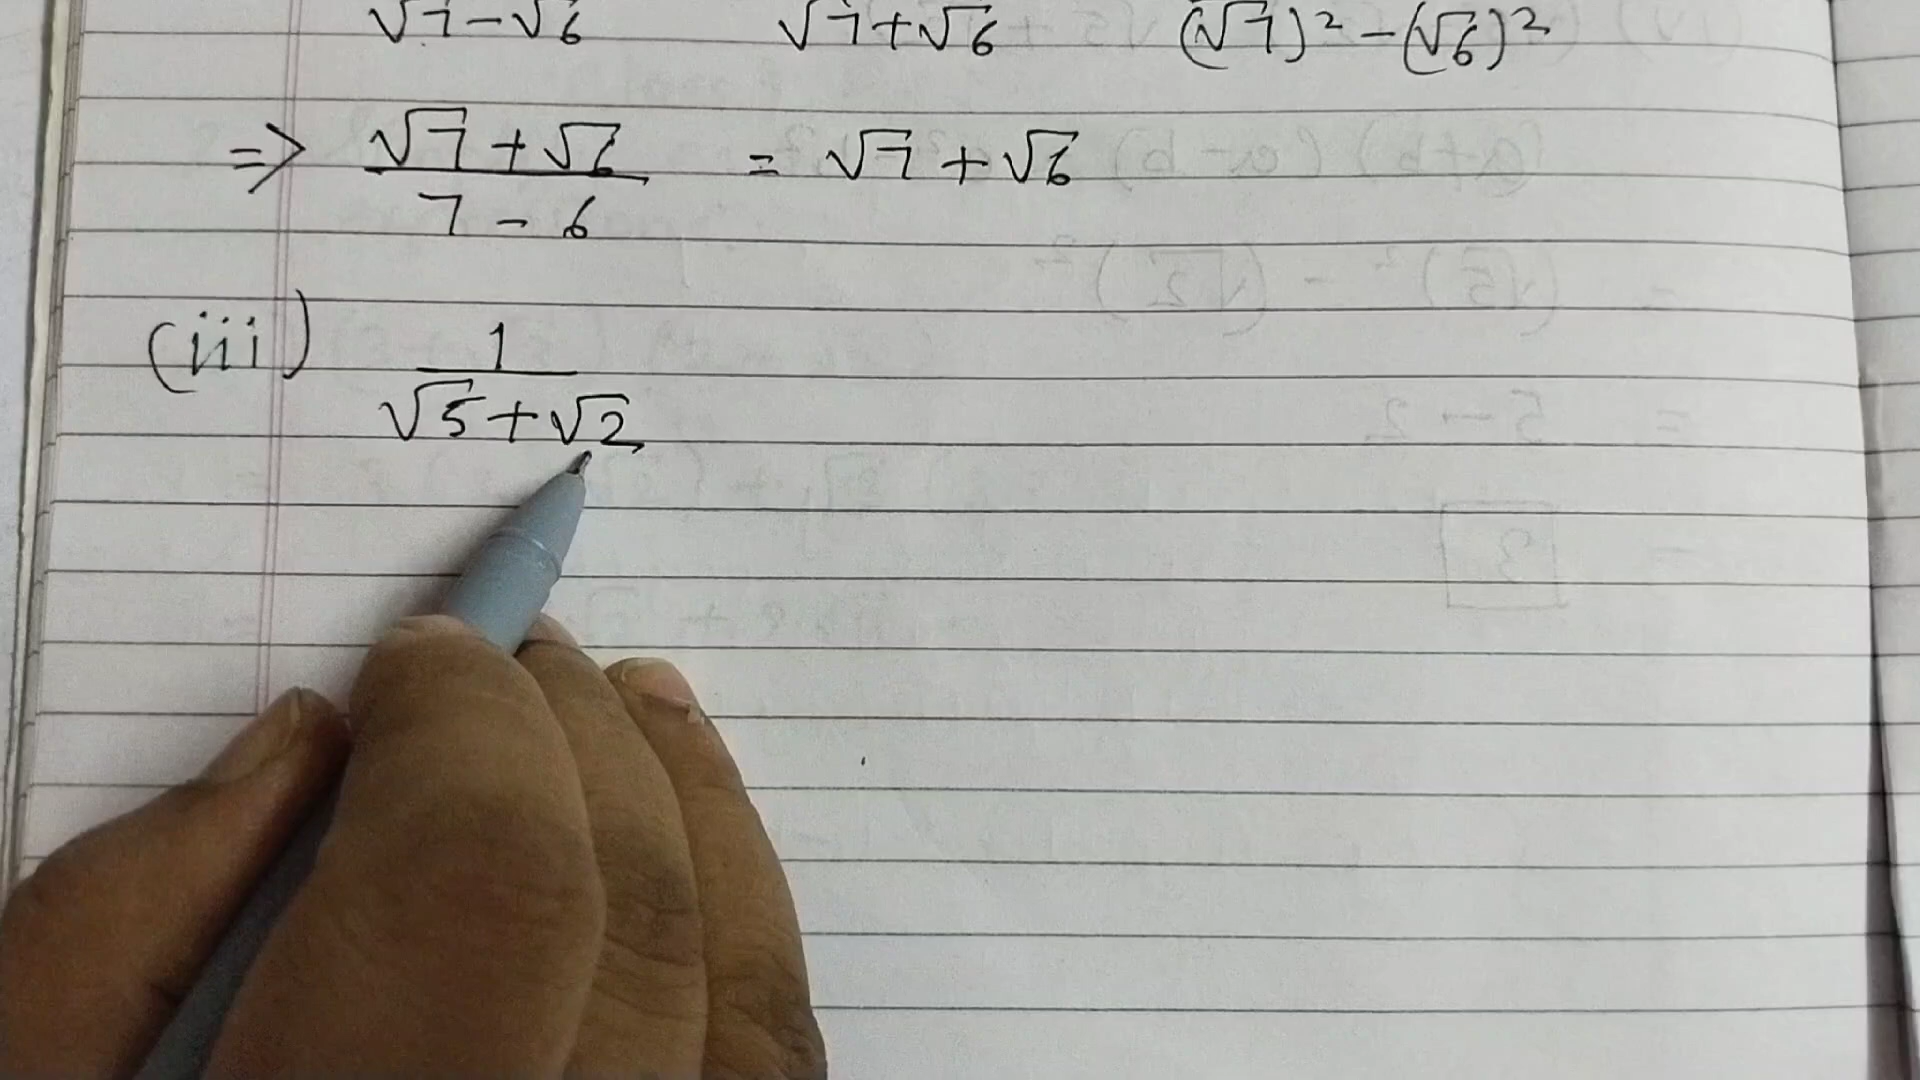 √7-√6 √7+√6 (√7)² - (√6)²
=> √7+√6 / 7-6 = √7+√6
(iii) 1 / √5+√2